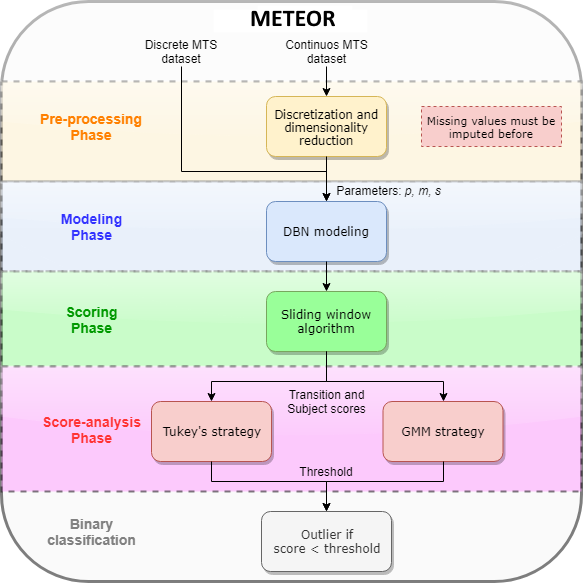 METEOR
Discrete MTS
dataset
Continuos MTS
dataset
Pre-processing
Phase
Discretization and
dimensionality
reduction
Missing values must be
imputed before
Parameters: p, m, s
Modeling
Phase
DBN modeling
Scoring
Phase
Sliding window
algorithm
Transition and
Subject scores
Score-analysis
Phase
Tukey's strategy
GMM strategy
Threshold
Binary
classification
Outlier if
score < threshold